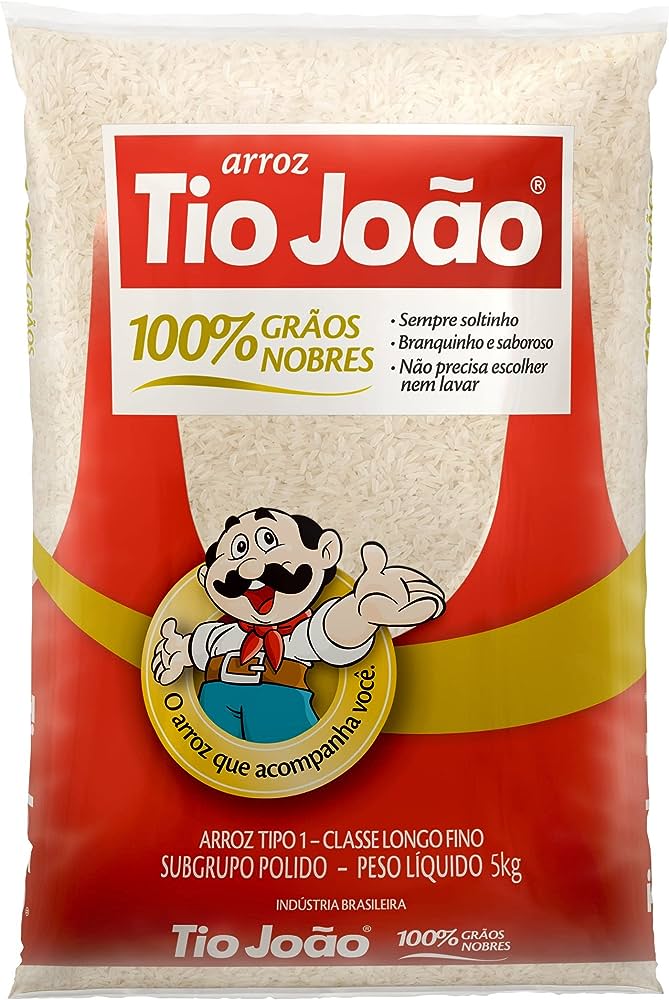 arroz
Tio João®
100% GRÃOS
NOBRES
• Sempre soltinho
• Branquinho e saboroso
• Não precisa escolher
nem lavar
O arroz que acompanha você.
ARROZ TIPO 1 – CLASSE LONGO FINO
SUBGRUPO POLIDO – PESO LÍQUIDO 5kg
INDÚSTRIA BRASILEIRA
Tio João® 100% GRÃOS
NOBRES